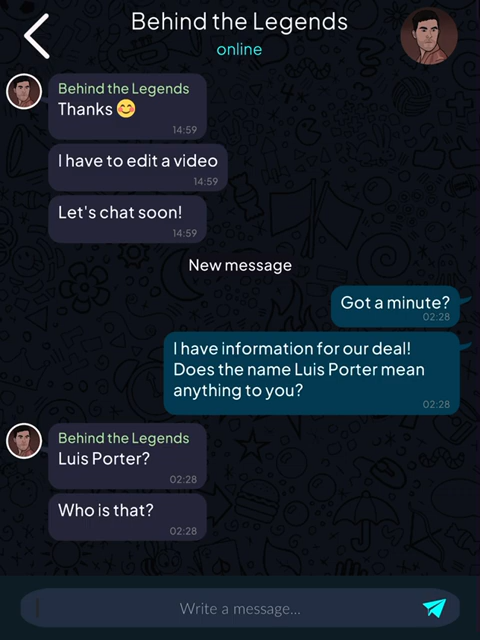 Behind the Legends
online
Behind the Legends
Thanks 😊
14:59
I have to edit a video
14:59
Let's chat soon!
14:59
New message
Got a minute?
02:28
I have information for our deal!
Does the name Luis Porter mean
anything to you?
02:28
Behind the Legends
Luis Porter?
02:28
Who is that?
02:28
Write a message...